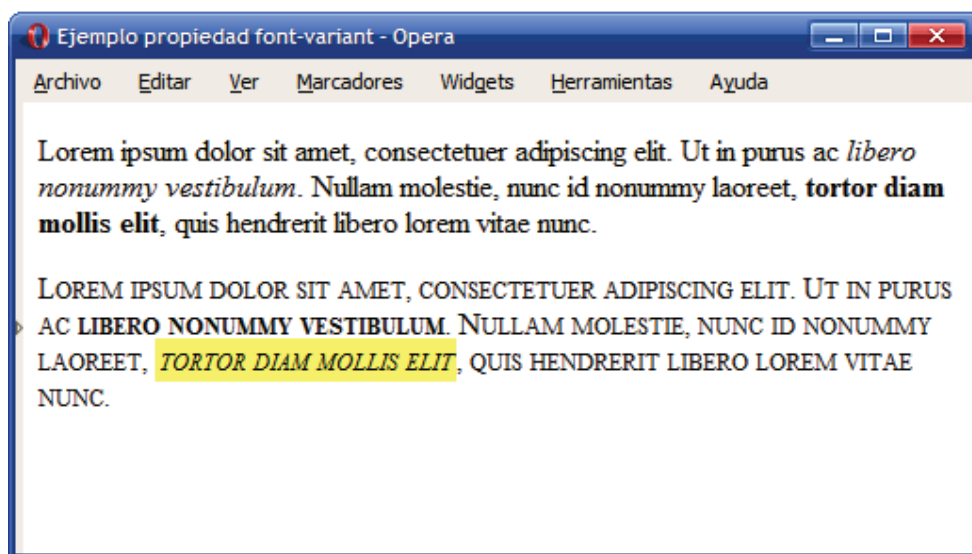 Ejemplo propiedad font-variant - Opera
Archivo Editar Ver Marcadores Widgets Herramientas Ayuda
Lorem ipsum dolor sit amet, consectetuer adipiscing elit. Ut in purus ac libero
nonummy vestibulum. Nullam molestie, nunc id nonummy laoreet, tortor diam
mollis elit, quis hendrerit libero lorem vitae nunc.
LOREM IPSUM DOLOR SIT AMET, CONSECTETUER ADIPISCING ELIT. UT IN PURUS
AC LIBERO NONUMMY VESTIBULUM. NULLAM MOLESTIE, NUNC ID NONUMMY
LAOREET, TORTOR DIAM MOLLIS ELIT, QUIS HENDRERIT LIBERO LOREM VITAE
NUNC.